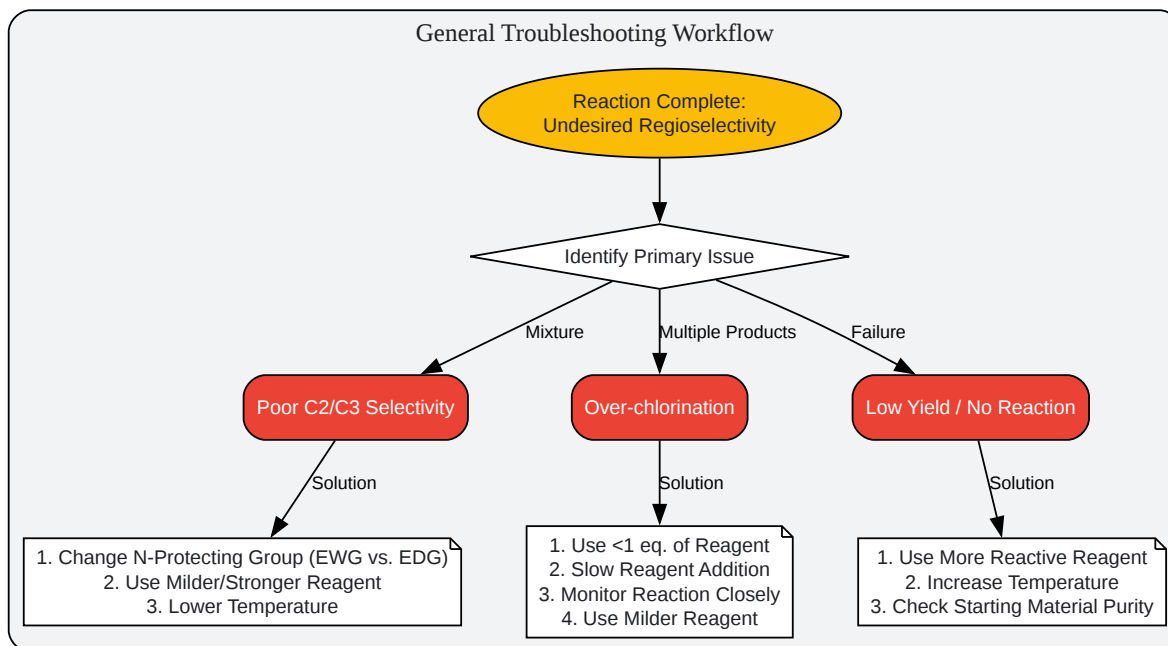 General Troubleshooting Workflow
Reaction Complete:
Undesired Regioselectivity
Identify Primary Issue
Mixture
Multiple Products
Failure
Poor C2/C3 Selectivity
Over-chlorination
Low Yield / No Reaction
Solution
Solution
Solution
1. Change N-Protecting Group (EWG vs. EDG)
2. Use Milder/Stronger Reagent
3. Lower Temperature
1. Use <1 eq. of Reagent
2. Slow Reagent Addition
3. Monitor Reaction Closely
4. Use Milder Reagent
1. Use More Reactive Reagent
2. Increase Temperature
3. Check Starting Material Purity